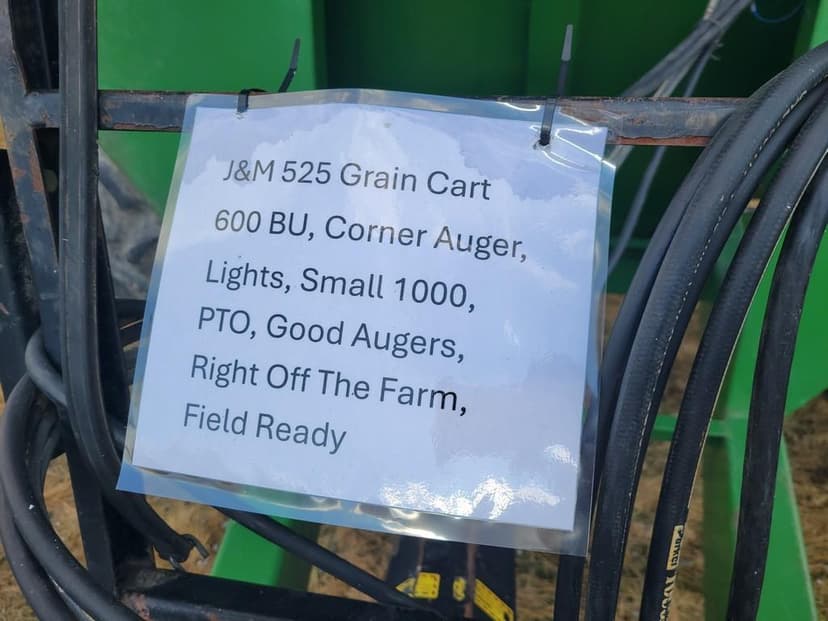 J&M 525 Grain Cart
600 BU, Corner Auger,
Lights, Small 1000,
PTO, Good Augers,
Right Off The Farm,
Field Ready
Parker